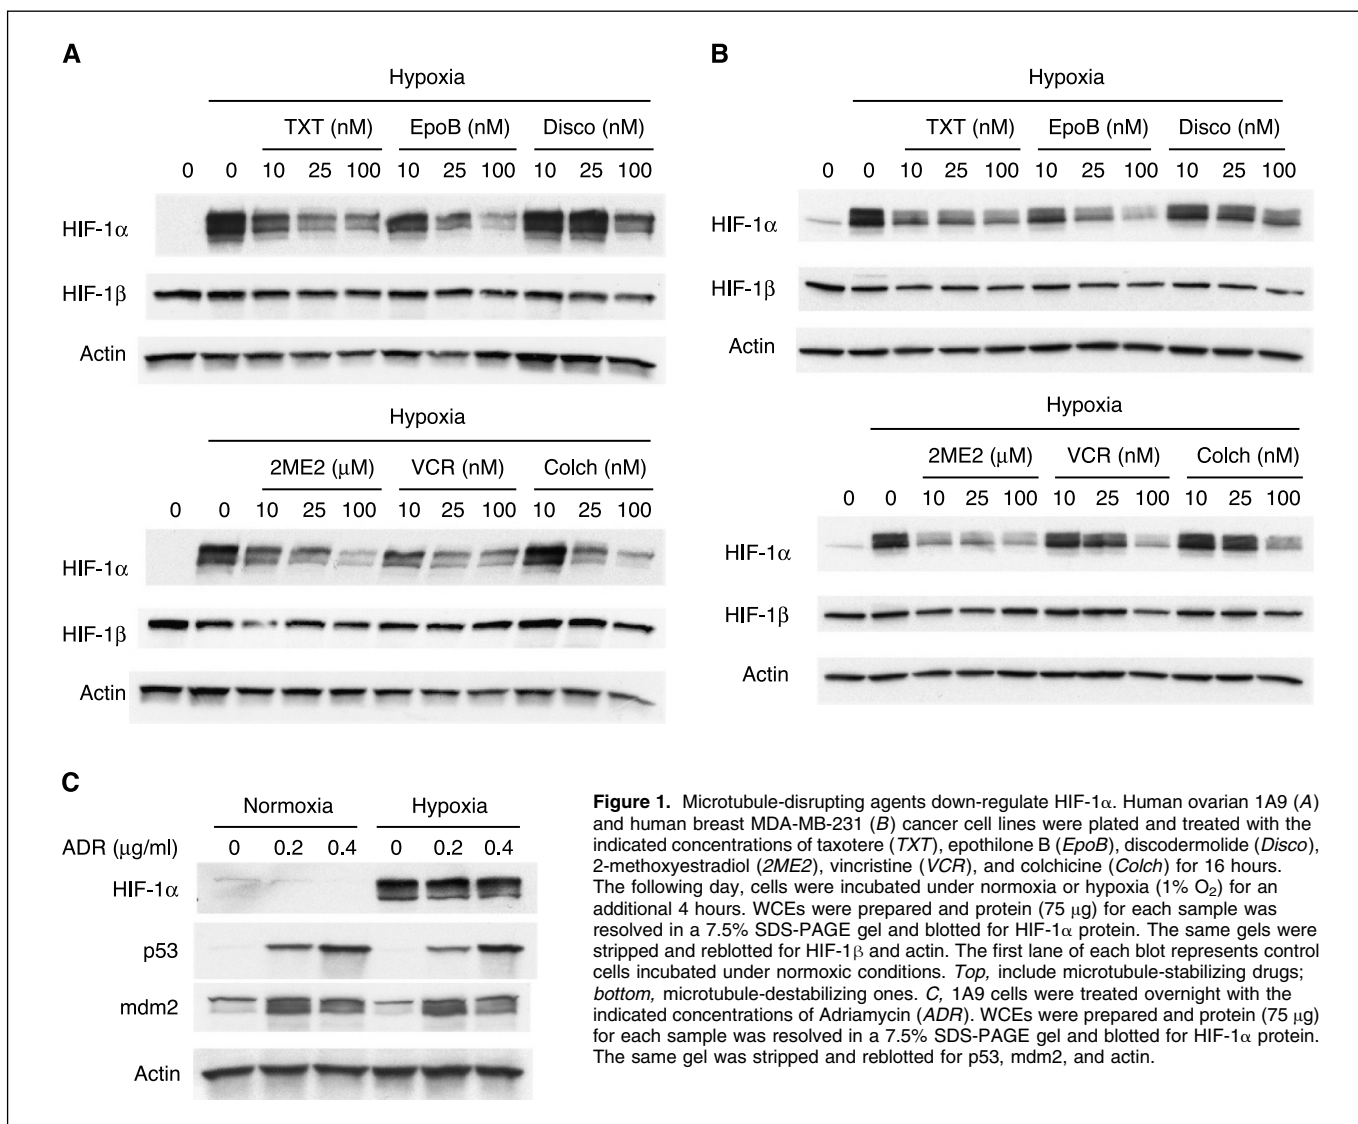 A
Hypoxia
TXT (nM) EpoB (nM) Disco (nM)
0 0 10 25 100 10 25 100 10 25 100
HIF-1α
HIF-1β
Actin
Hypoxia
2ME2 (μM) VCR (nM) Colch (nM)
0 0 10 25 100 10 25 100 10 25 100
HIF-1α
HIF-1β
Actin
B
Hypoxia
TXT (nM) EpoB (nM) Disco (nM)
0 0 10 25 100 10 25 100 10 25 100
HIF-1α
HIF-1β
Actin
Hypoxia
2ME2 (μM) VCR (nM) Colch (nM)
0 0 10 25 100 10 25 100 10 25 100
HIF-1α
HIF-1β
Actin
C
Normoxia Hypoxia
ADR (μg/ml) 0 0.2 0.4 0 0.2 0.4
HIF-1α
p53
mdm2
Actin
Figure 1. Microtubule-disrupting agents down-regulate HIF-1α. Human ovarian 1A9 (A)
and human breast MDA-MB-231 (B) cancer cell lines were plated and treated with the
indicated concentrations of taxotere (TXT), epothilone B (EpoB), discodermolide (Disco),
2-methoxyestradiol (2ME2), vincristine (VCR), and colchicine (Colch) for 16 hours.
The following day, cells were incubated under normoxia or hypoxia (1% O₂) for an
additional 4 hours. WCEs were prepared and protein (75 μg) for each sample was
resolved in a 7.5% SDS-PAGE gel and blotted for HIF-1α protein. The same gels were
stripped and reblotted for HIF-1β and actin. The first lane of each blot represents control
cells incubated under normoxic conditions. Top, include microtubule-stabilizing drugs;
bottom, microtubule-destabilizing ones. C, 1A9 cells were treated overnight with the
indicated concentrations of Adriamycin (ADR). WCEs were prepared and protein (75 μg)
for each sample was resolved in a 7.5% SDS-PAGE gel and blotted for HIF-1α protein.
The same gel was stripped and reblotted for p53, mdm2, and actin.